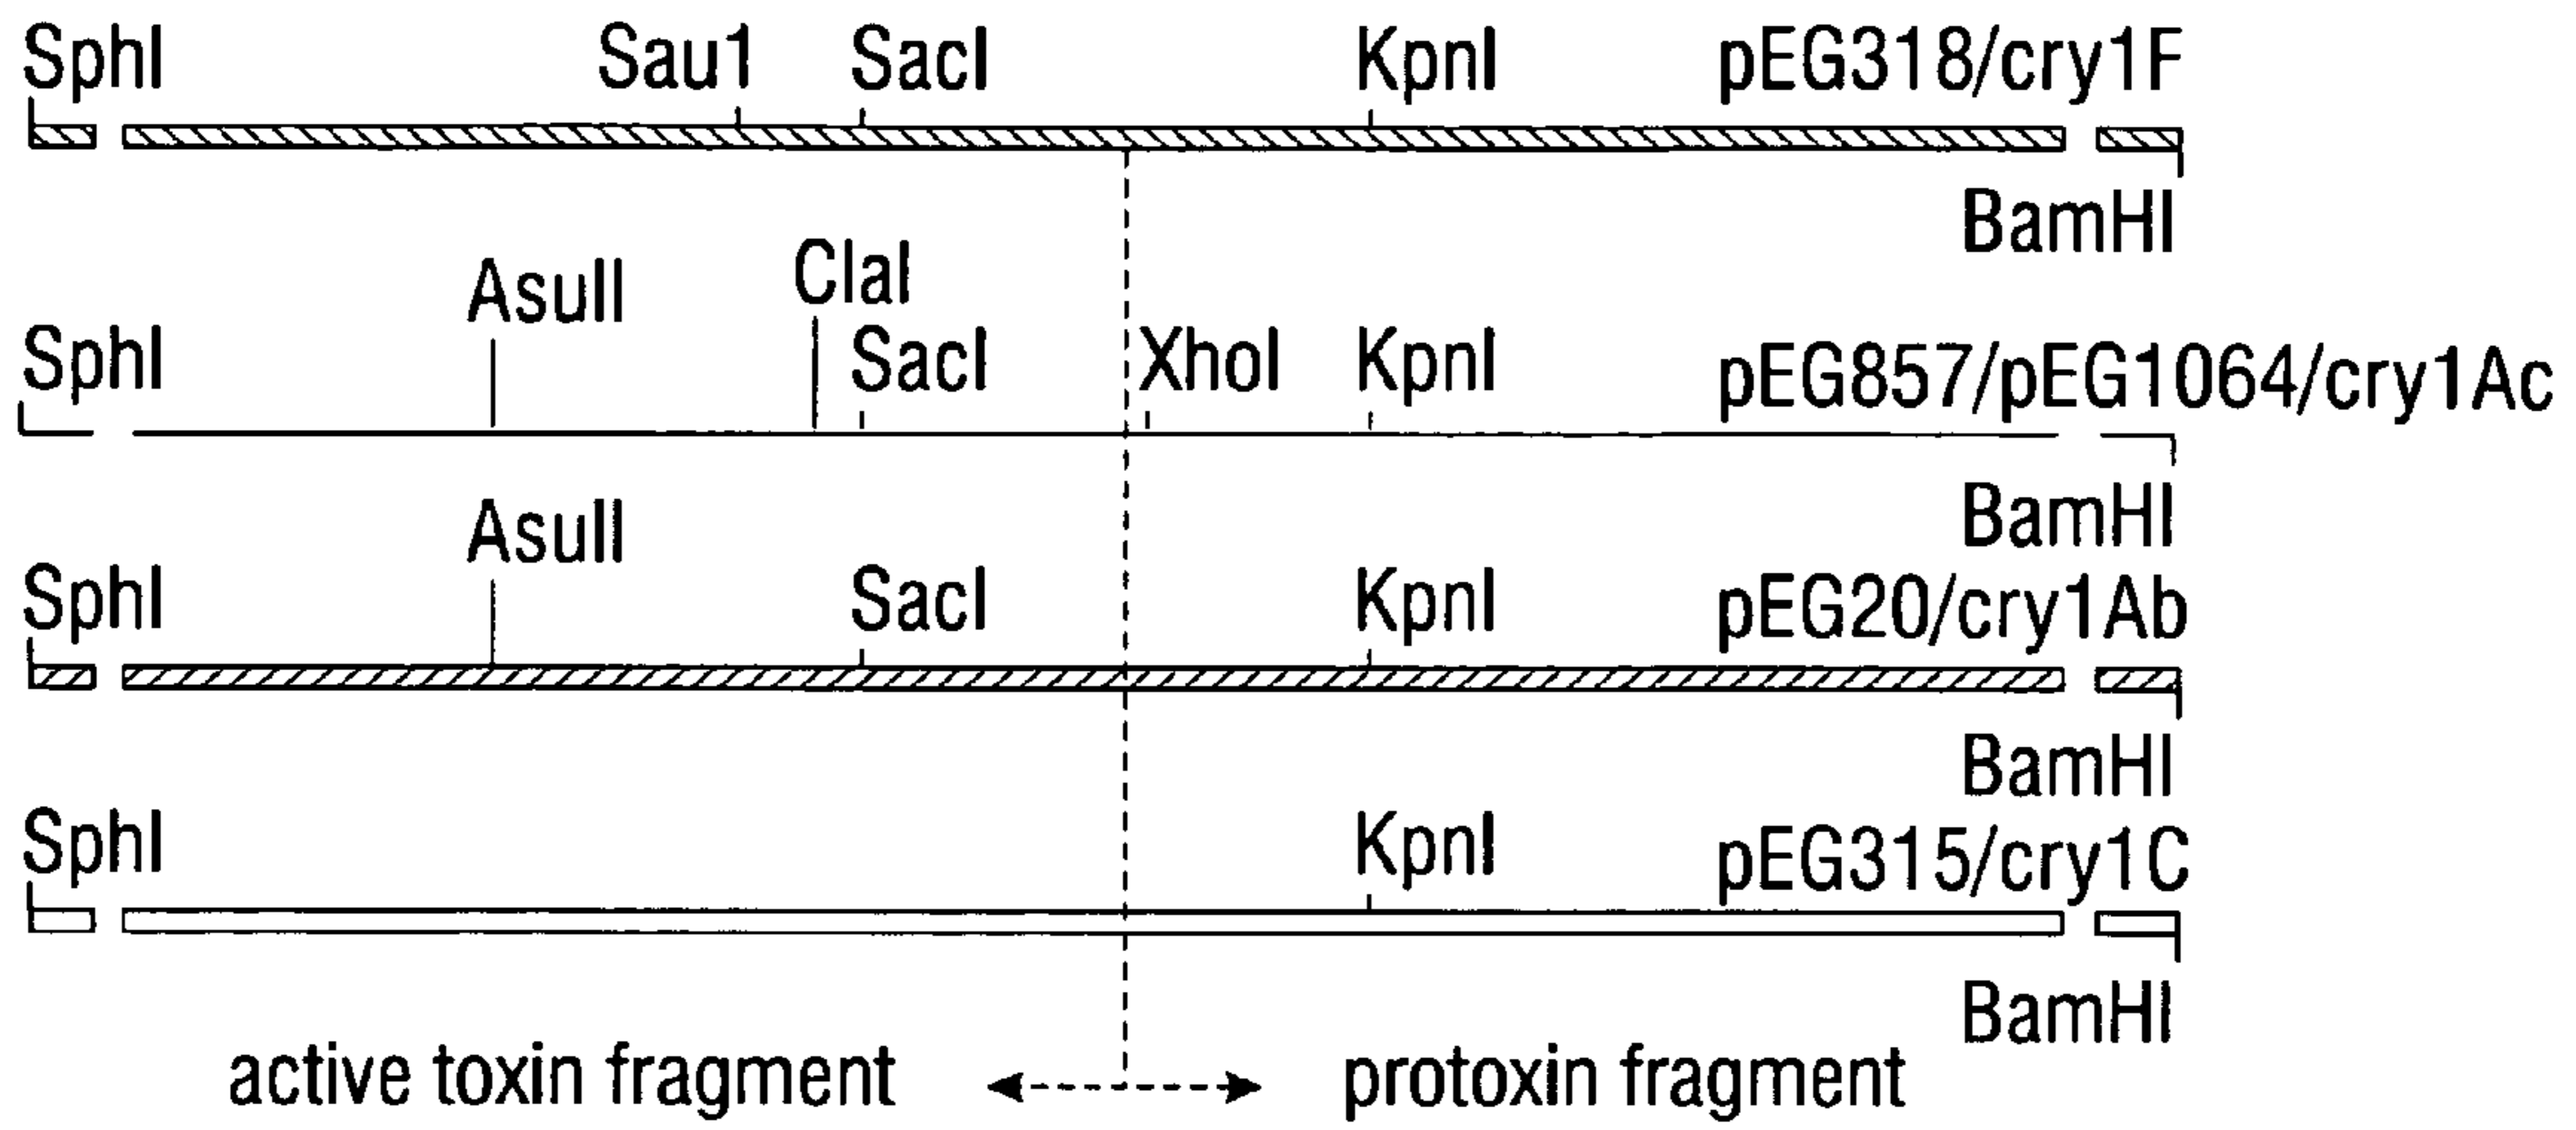 SphI Sau1 SacI KpnI pEG318/cry1F
BamHI
AsuII ClaI
SphI SacI XhoI KpnI pEG857/pEG1064/cry1Ac
BamHI
AsuII
SphI SacI KpnI pEG20/cry1Ab
BamHI
SphI KpnI pEG315/cry1C
BamHI
active toxin fragment protoxin fragment